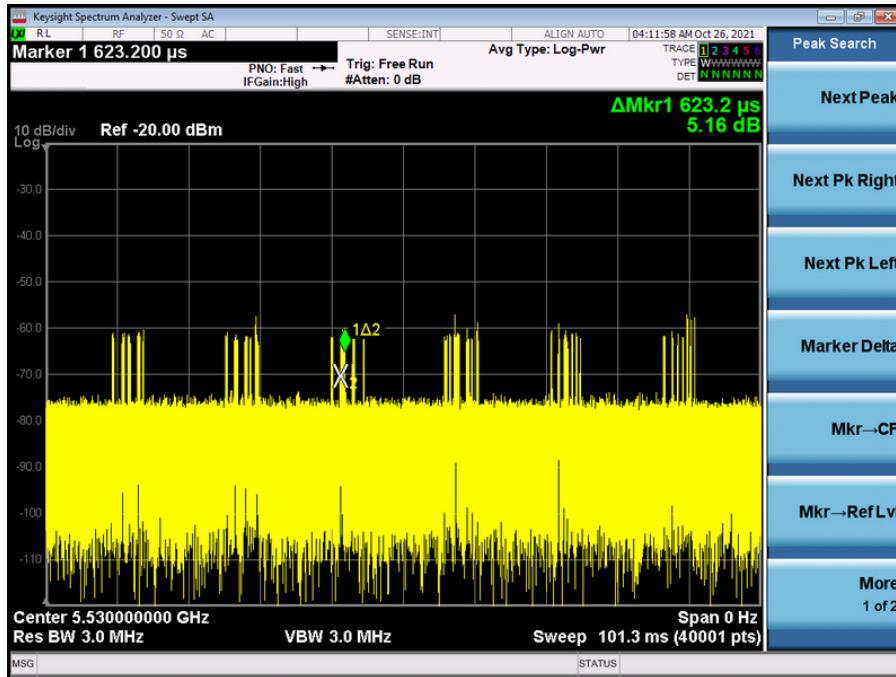 Keysight Spectrum Analyzer - Swept SA
LXI RL RF 50 Ω AC SENSE:INT ALIGN AUTO 04:11:58 AM Oct 26, 2021
Marker 1 623.200 µs
PNO: Fast
IFGain:High
Trig: Free Run
#Atten: 0 dB
Avg Type: Log-Pwr
TRACE 1 2 3 4 5 6
TYPE WWWWWW
DET N N N N N N
Peak Search
ΔMkr1 623.2 µs
5.16 dB
10 dB/div Ref -20.00 dBm
Log
-30.0
-40.0
-50.0
-60.0
-70.0
-80.0
-90.0
-100
-110
1Δ2
2
Center 5.530000000 GHz Span 0 Hz
Res BW 3.0 MHz VBW 3.0 MHz Sweep 101.3 ms (40001 pts)
MSG STATUS
Next Peak
Next Pk Right
Next Pk Left
Marker Delta
Mkr→CF
Mkr→Ref Lvl
More
1 of 2